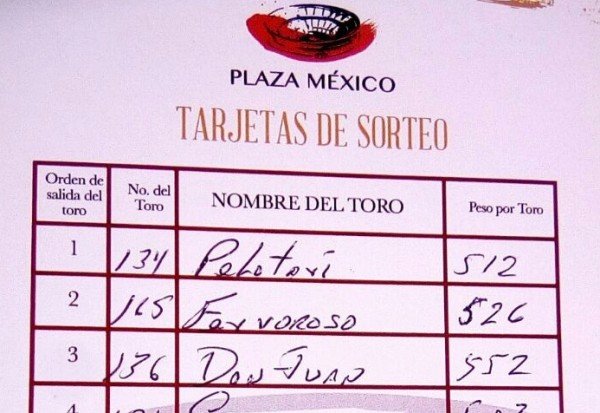 PLAZA MÉXICO
TARJETAS DE SORTEO
Orden de salida del toro No. del Toro NOMBRE DEL TORO Peso por Toro
1 134 Pelotari 512
2 165 Fervoroso 526
3 136 Don Juan 552
4